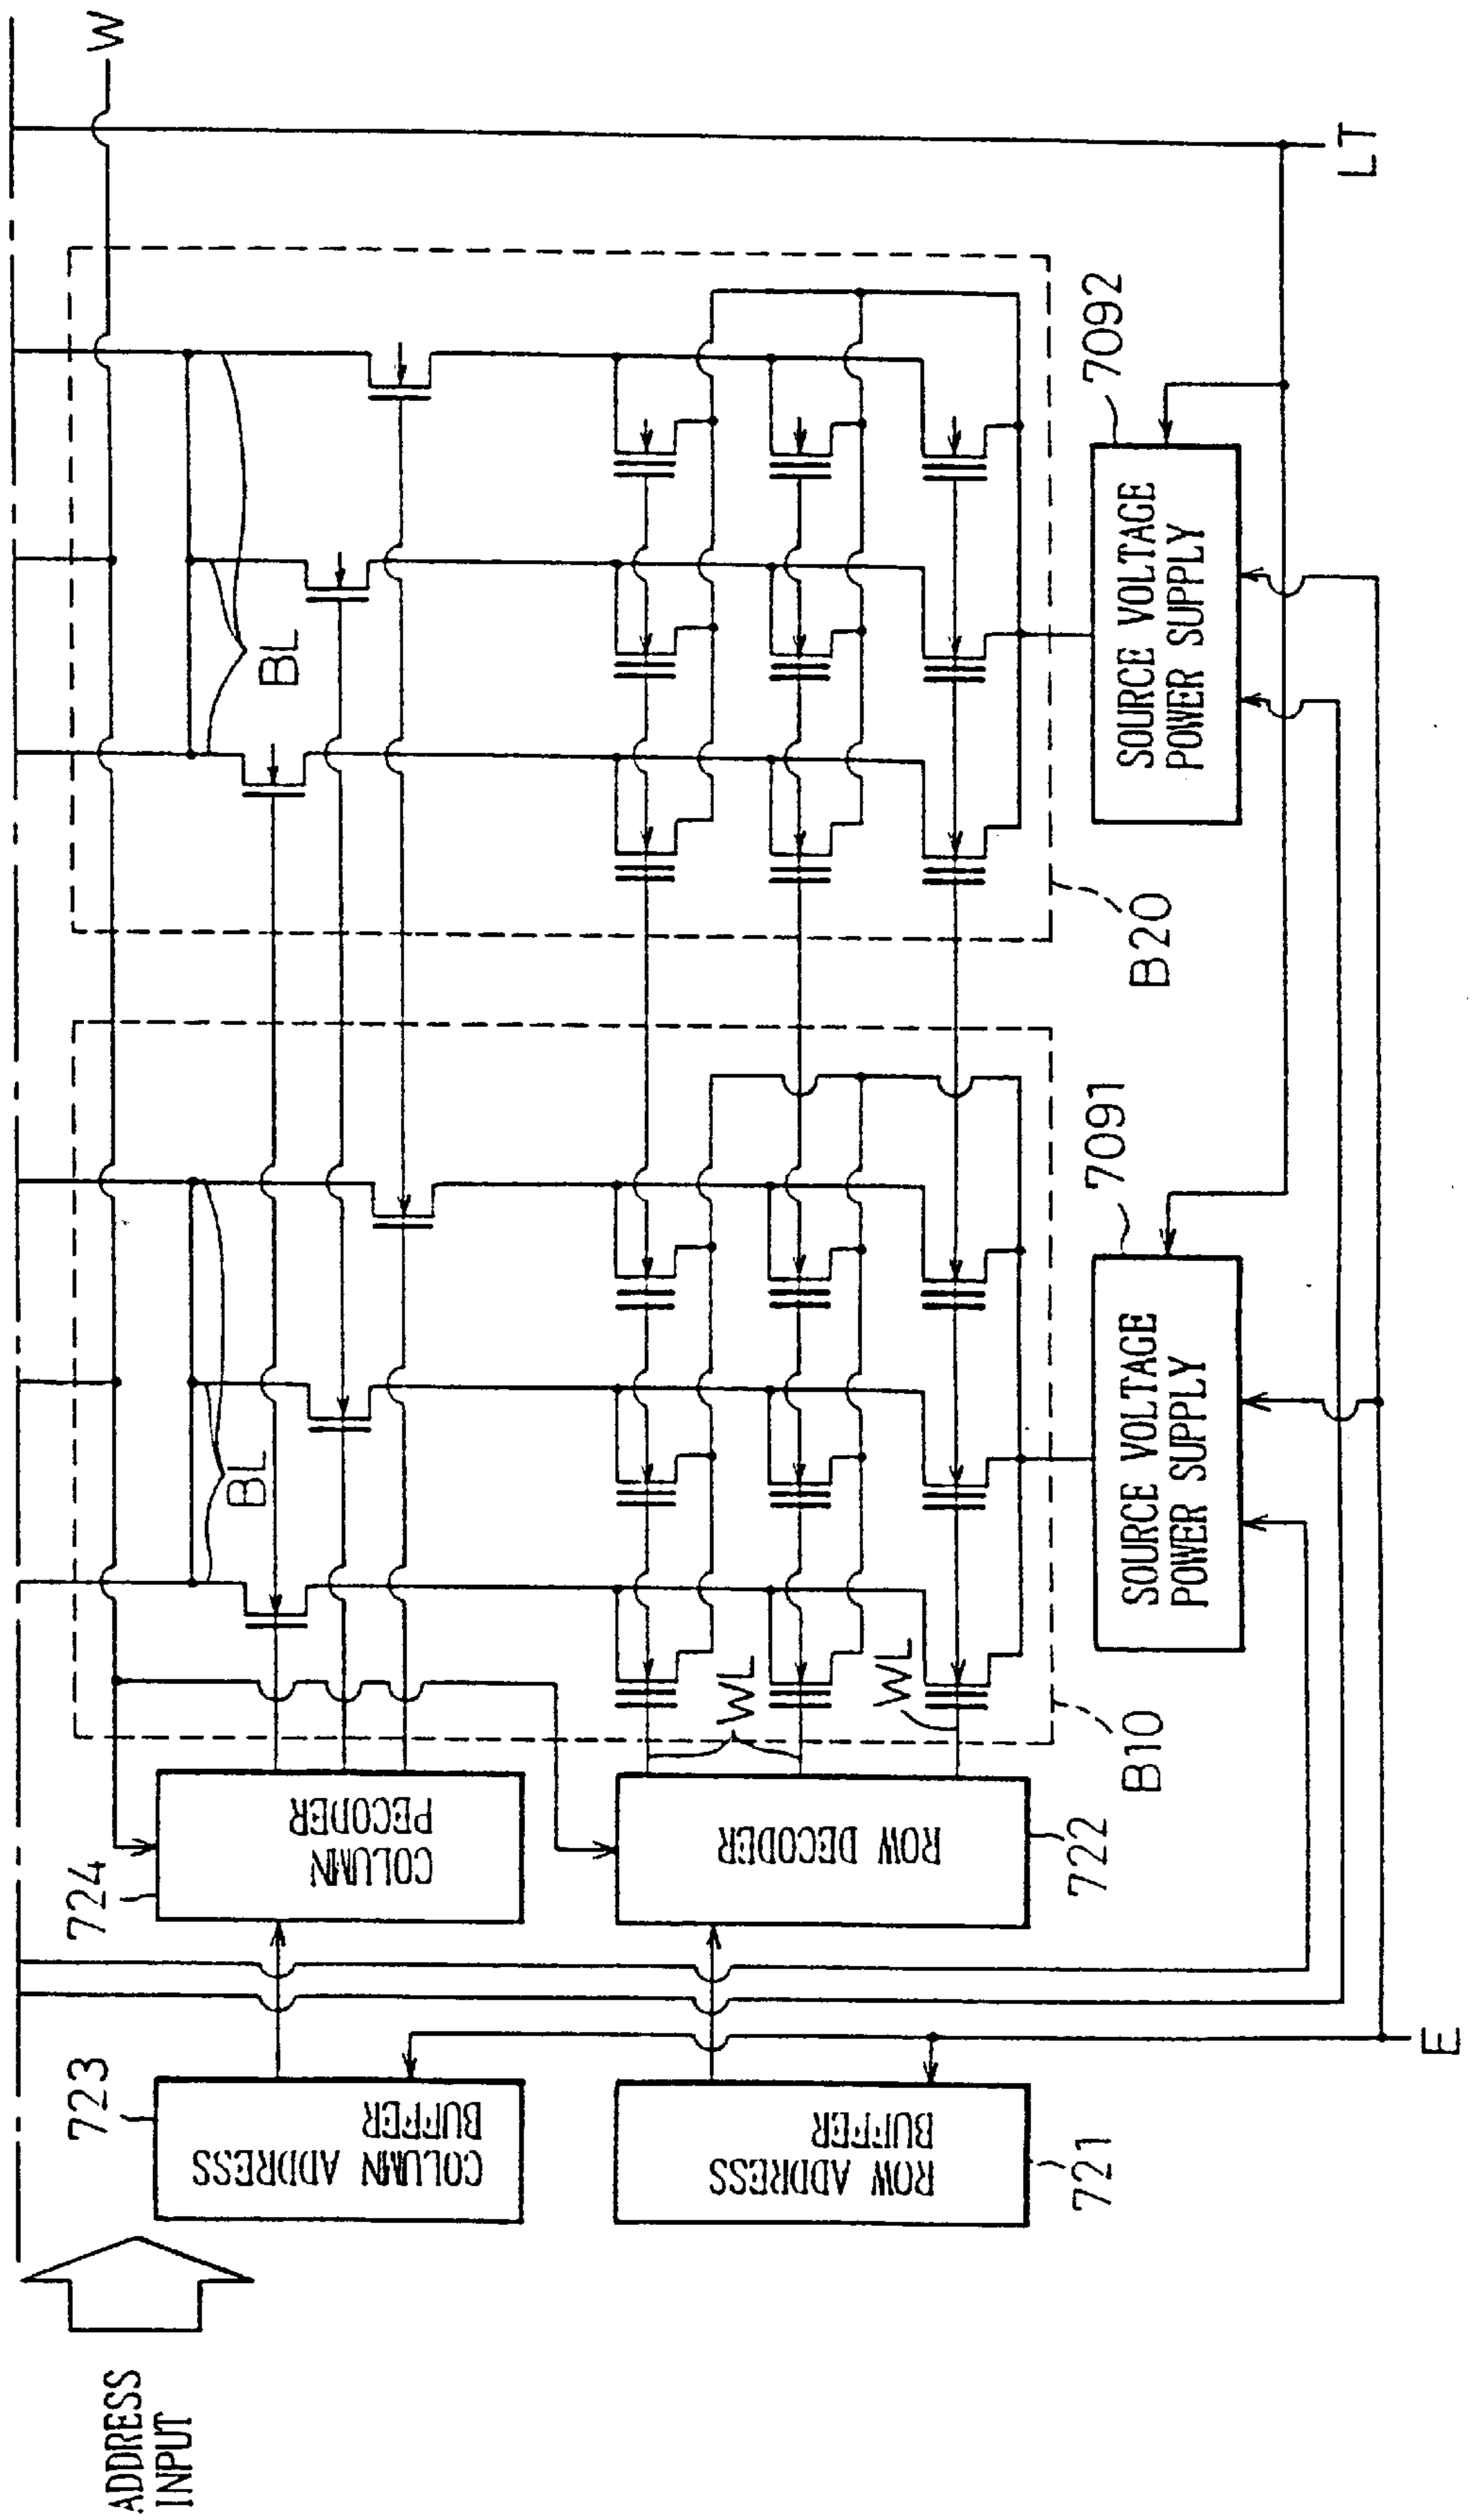 W
LT
7092
SOURCE VOLTAGE
POWER SUPPLY
BL
B20
7091
SOURCE VOLTAGE
POWER SUPPLY
BL
WL
WL
B10
COLUMN
PECODER
724
ROW DECODER
722
E
723
COLUMN ADDRESS
BUFFER
ROW ADDRESS
BUFFER
721
ADDRESS
INPUT